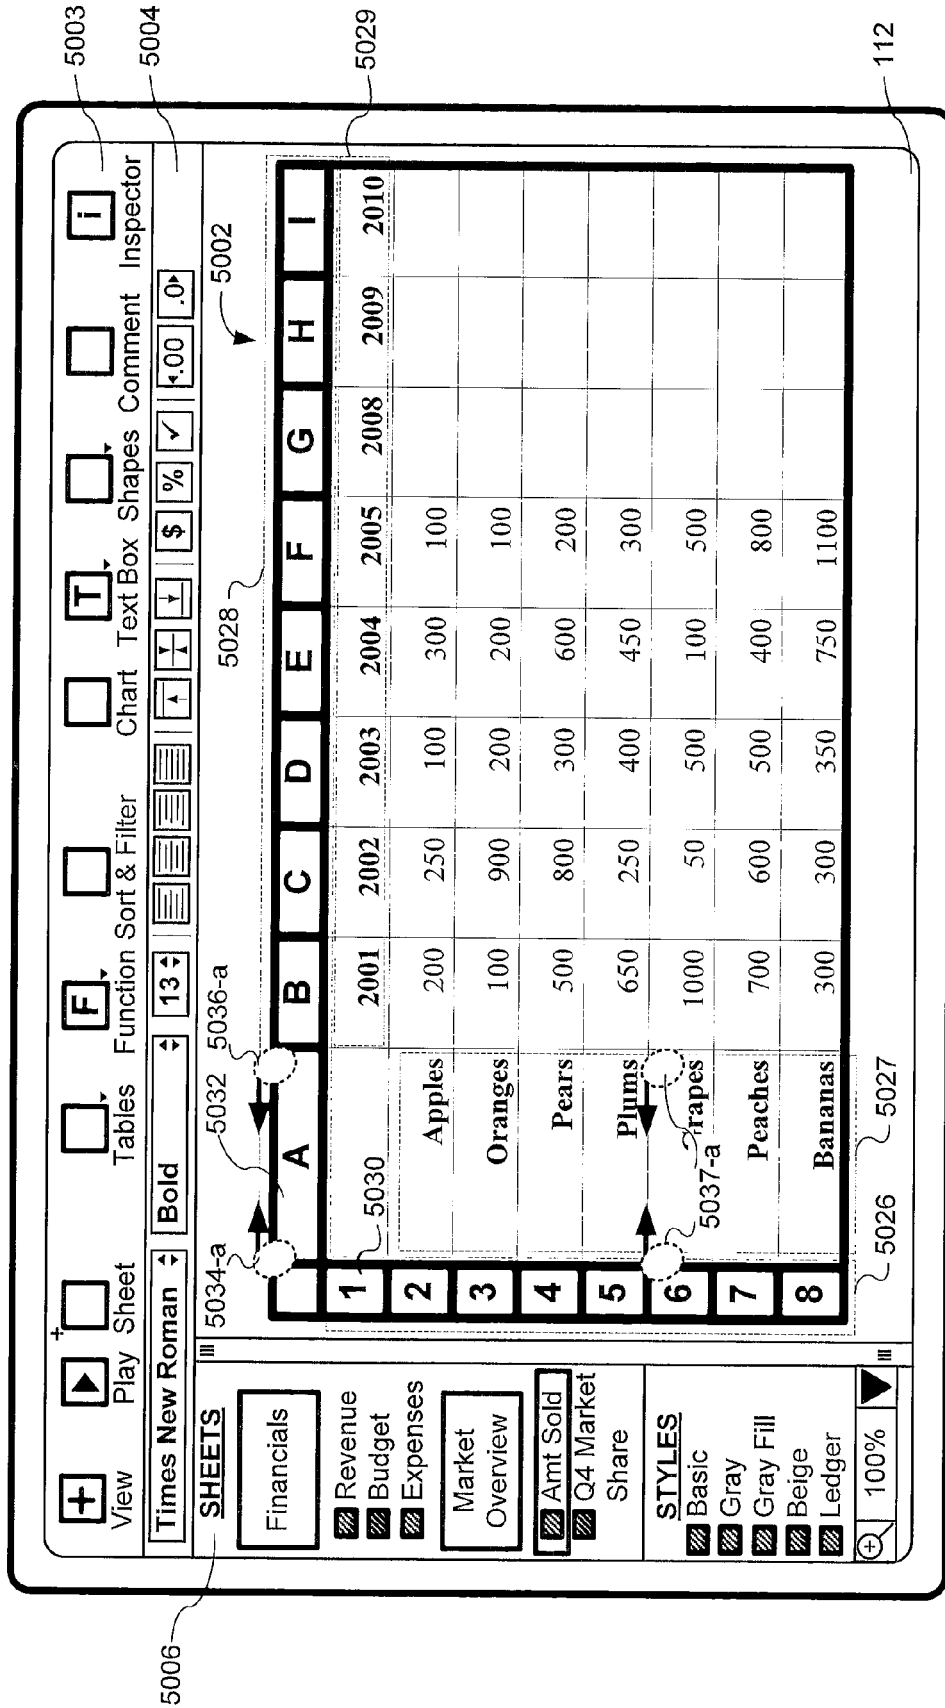 5003
5004
5029
112
View
Play
Sheet
Tables
F
Function
Sort & Filter
Chart
T
Text Box
Shapes
Comment
i
Inspector
Times New Roman
Bold
13
$ % ✓ .00 .0
5006
SHEETS
Financials
Revenue
Budget
Expenses
Market
Overview
Amt Sold
Q4 Market
Share
STYLES
Basic
Gray
Gray Fill
Beige
Ledger
100%
5034-a
5032
5036-a
5028
5002
A B C D E F G H I
1 2001 2002 2003 2004 2005 2008 2009 2010
2 Apples 200 250 100 300 100
3 Oranges 100 900 200 200 100
4 Pears 500 800 300 600 200
5 Plums 650 250 400 450 300
6 rapes 1000 50 500 100 500
7 Peaches 700 600 500 400 800
8 Bananas 300 300 350 750 1100
5030
5037-a
5026
5027